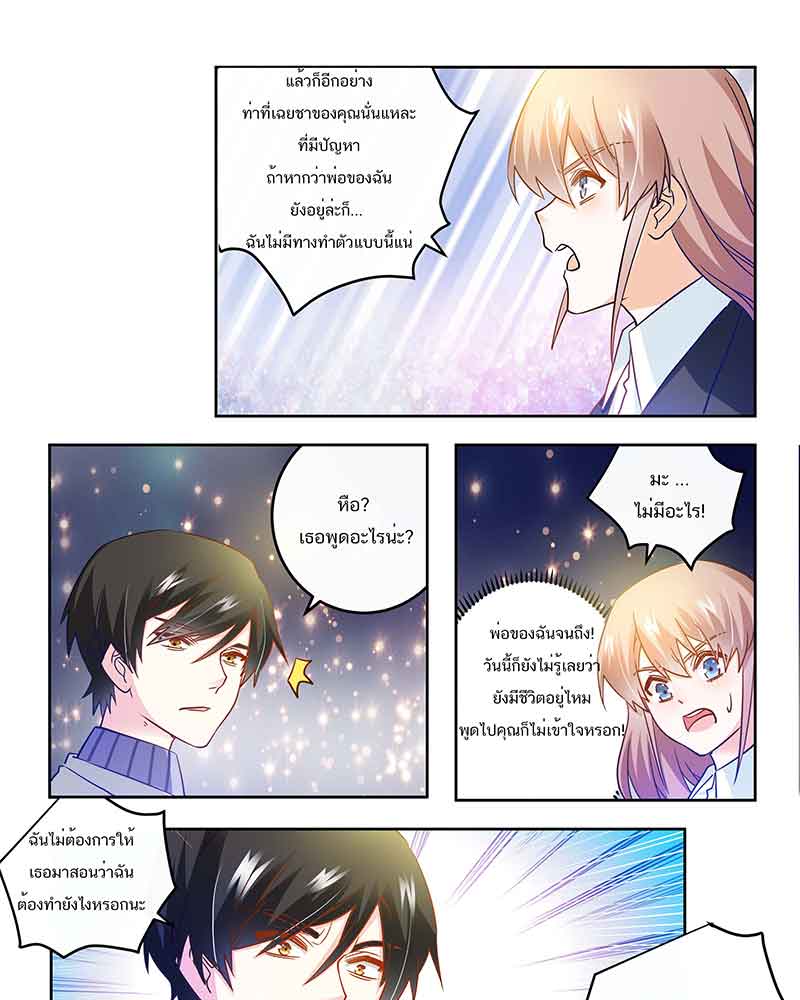 แล้วก็อีกอย่าง
ท่าที่เฉยชาของคุณนั่นแหละ
ที่มีปัญหา
ถ้าหากว่าพ่อของฉัน
ยังอยู่ล่ะก็...
ฉันไม่มีทางทำตัวแบบนี้แน่
หือ?
เธอพูดอะไรน่ะ?
มะ ...
ไม่มีอะไร!
พ่อของฉันจนถึง!
วันนี้ก็ยังไม่รู้เลยว่า
ยังมีชีวิตอยู่ไหม
พูดไปคุณก็ไม่เข้าใจหรอก!
ฉันไม่ต้องการให้
เธอมาสอนว่าฉัน
ต้องทำยังไงหรอกนะ